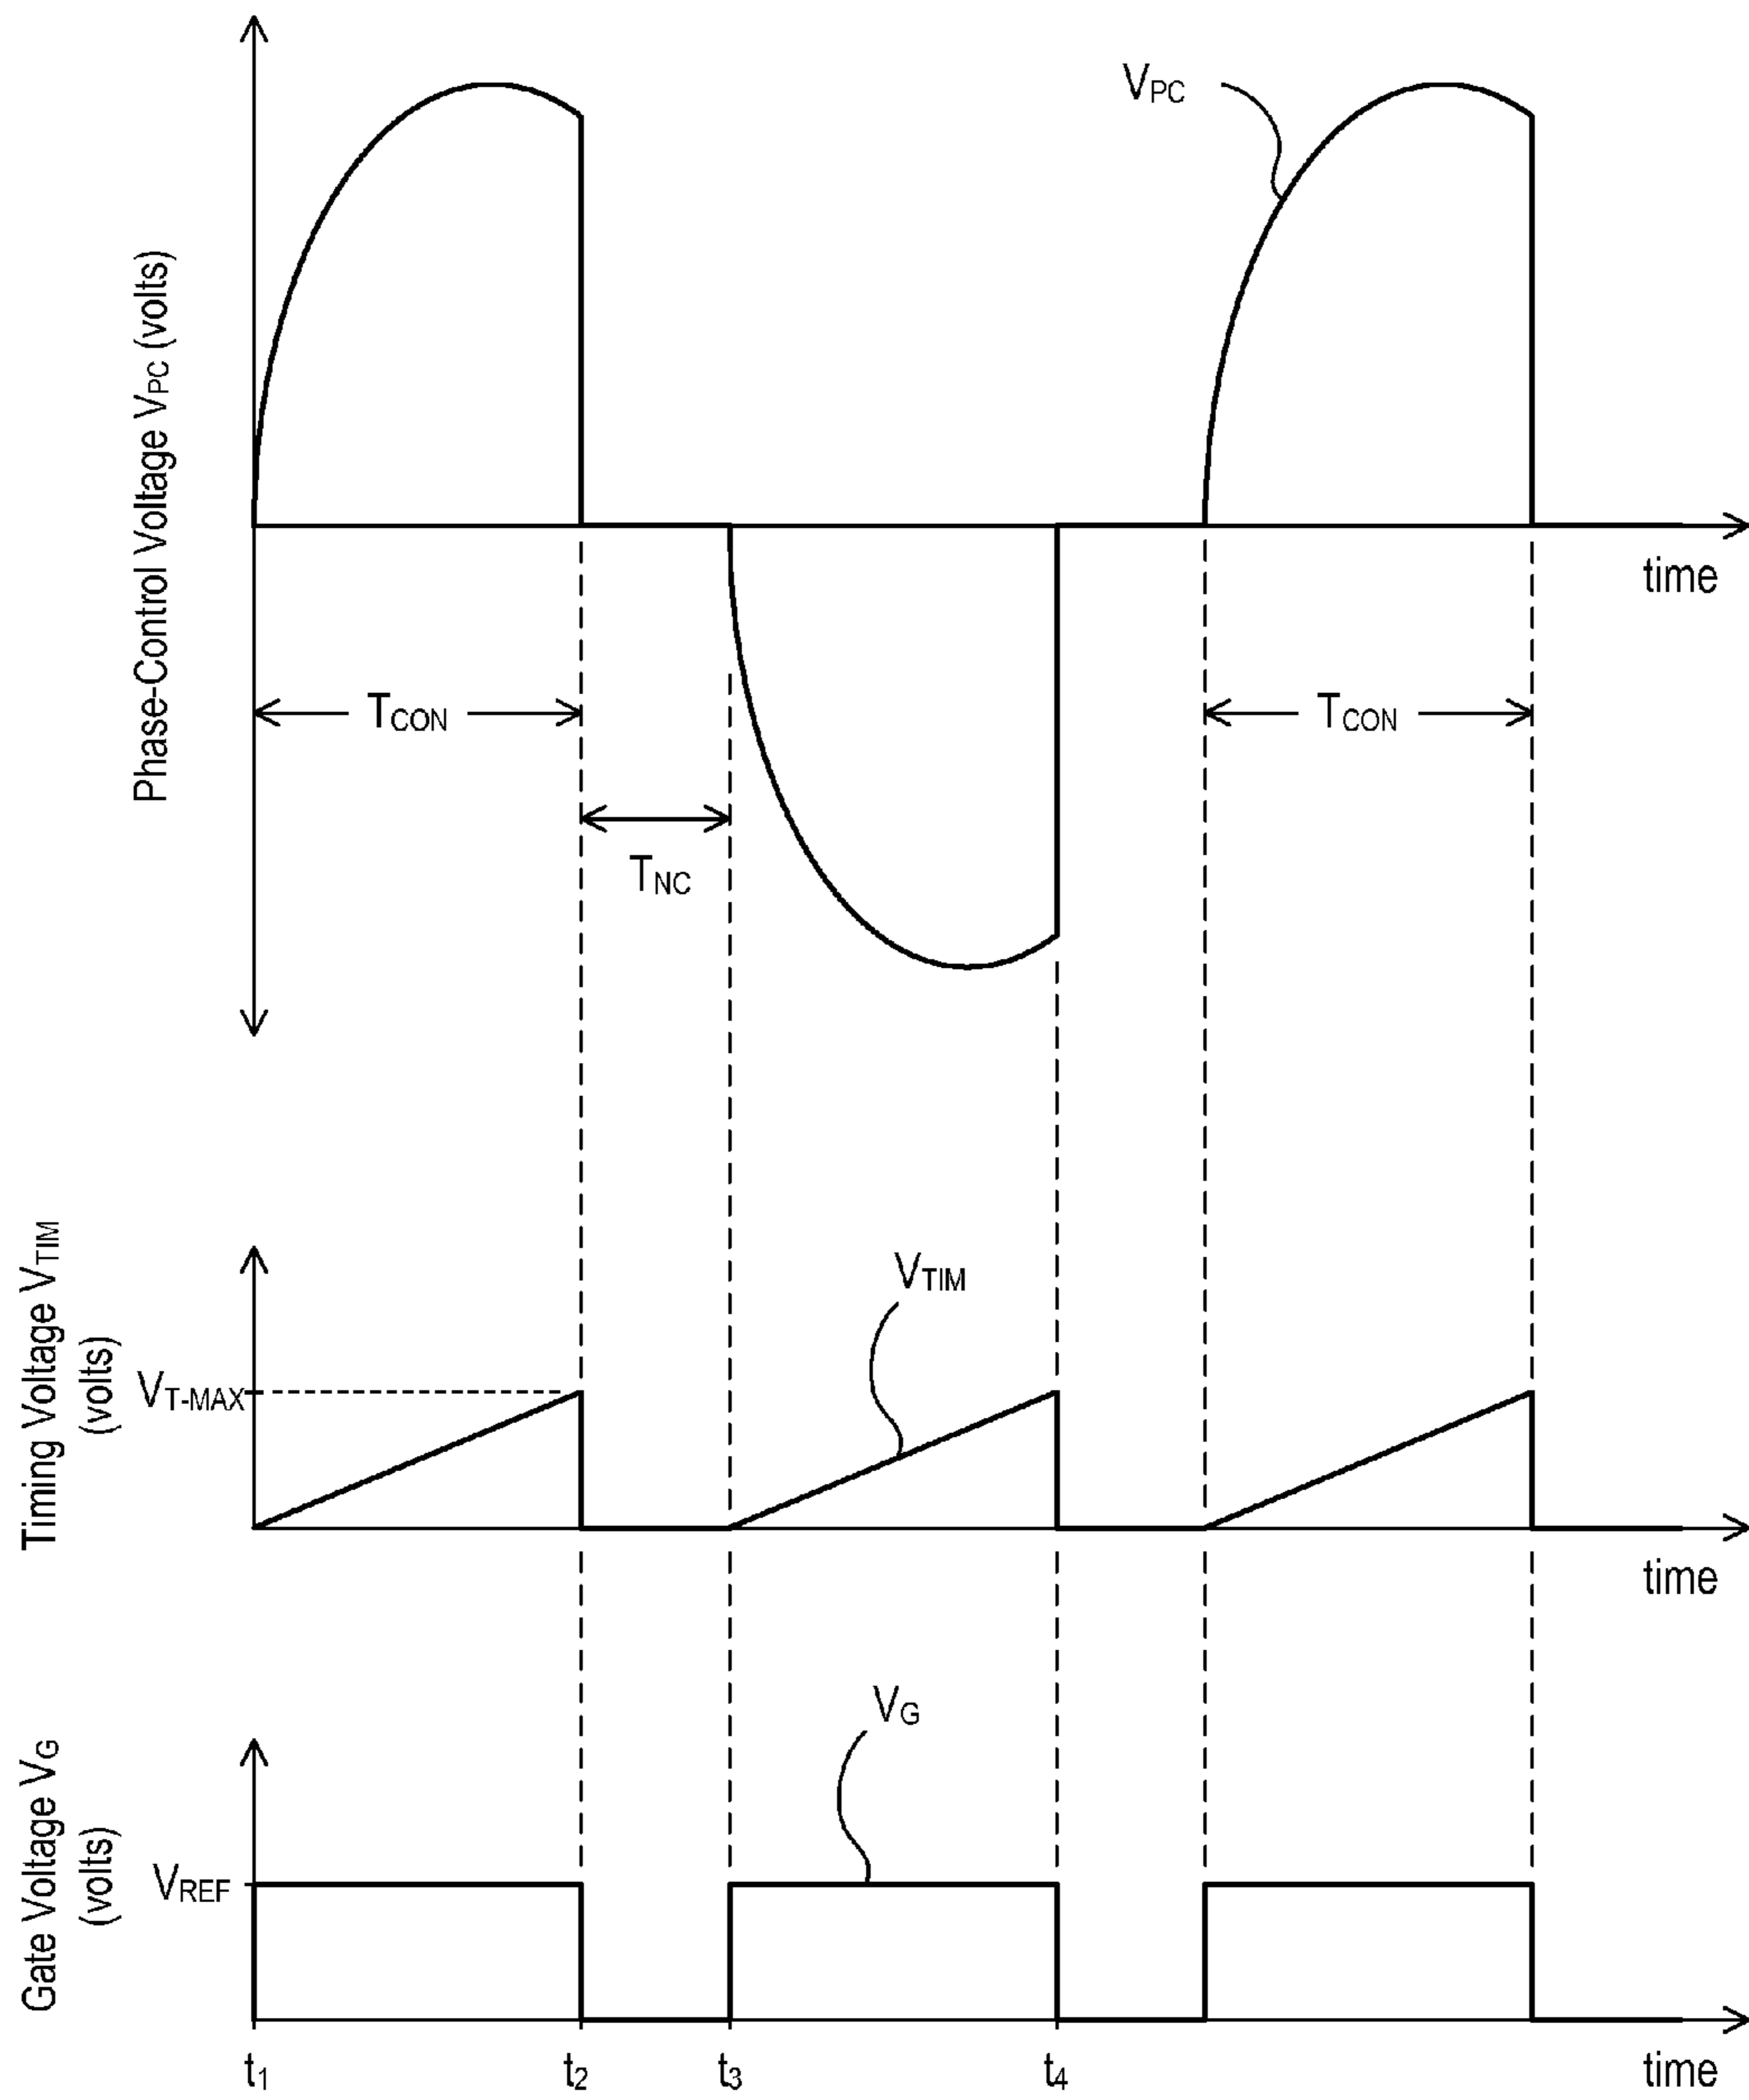 Phase-Control Voltage VPC (volts)
VPC
time
TCON
TCON
TNC
Timing Voltage VTIM
(volts)
VTIM
VT-MAX
time
Gate Voltage VG
(volts)
VG
VREF
t1
t2
t3
t4
time